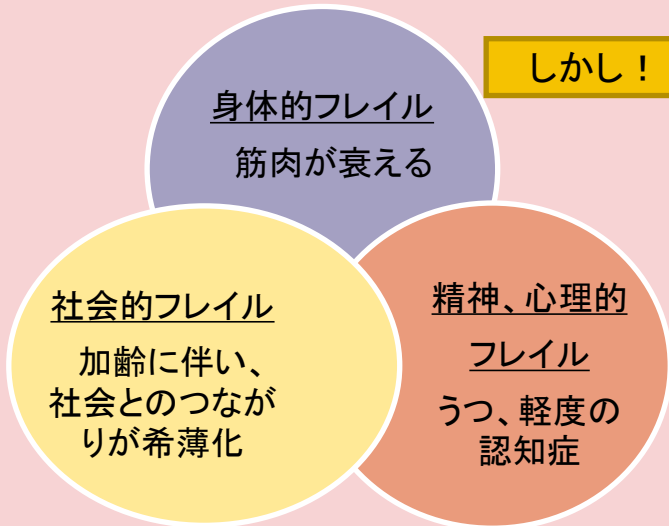 しかし！
身体的フレイル
筋肉が衰える
社会的フレイル
加齢に伴い、
社会とのつなが
りが希薄化
精神、心理的
フレイル
うつ、軽度の
認知症